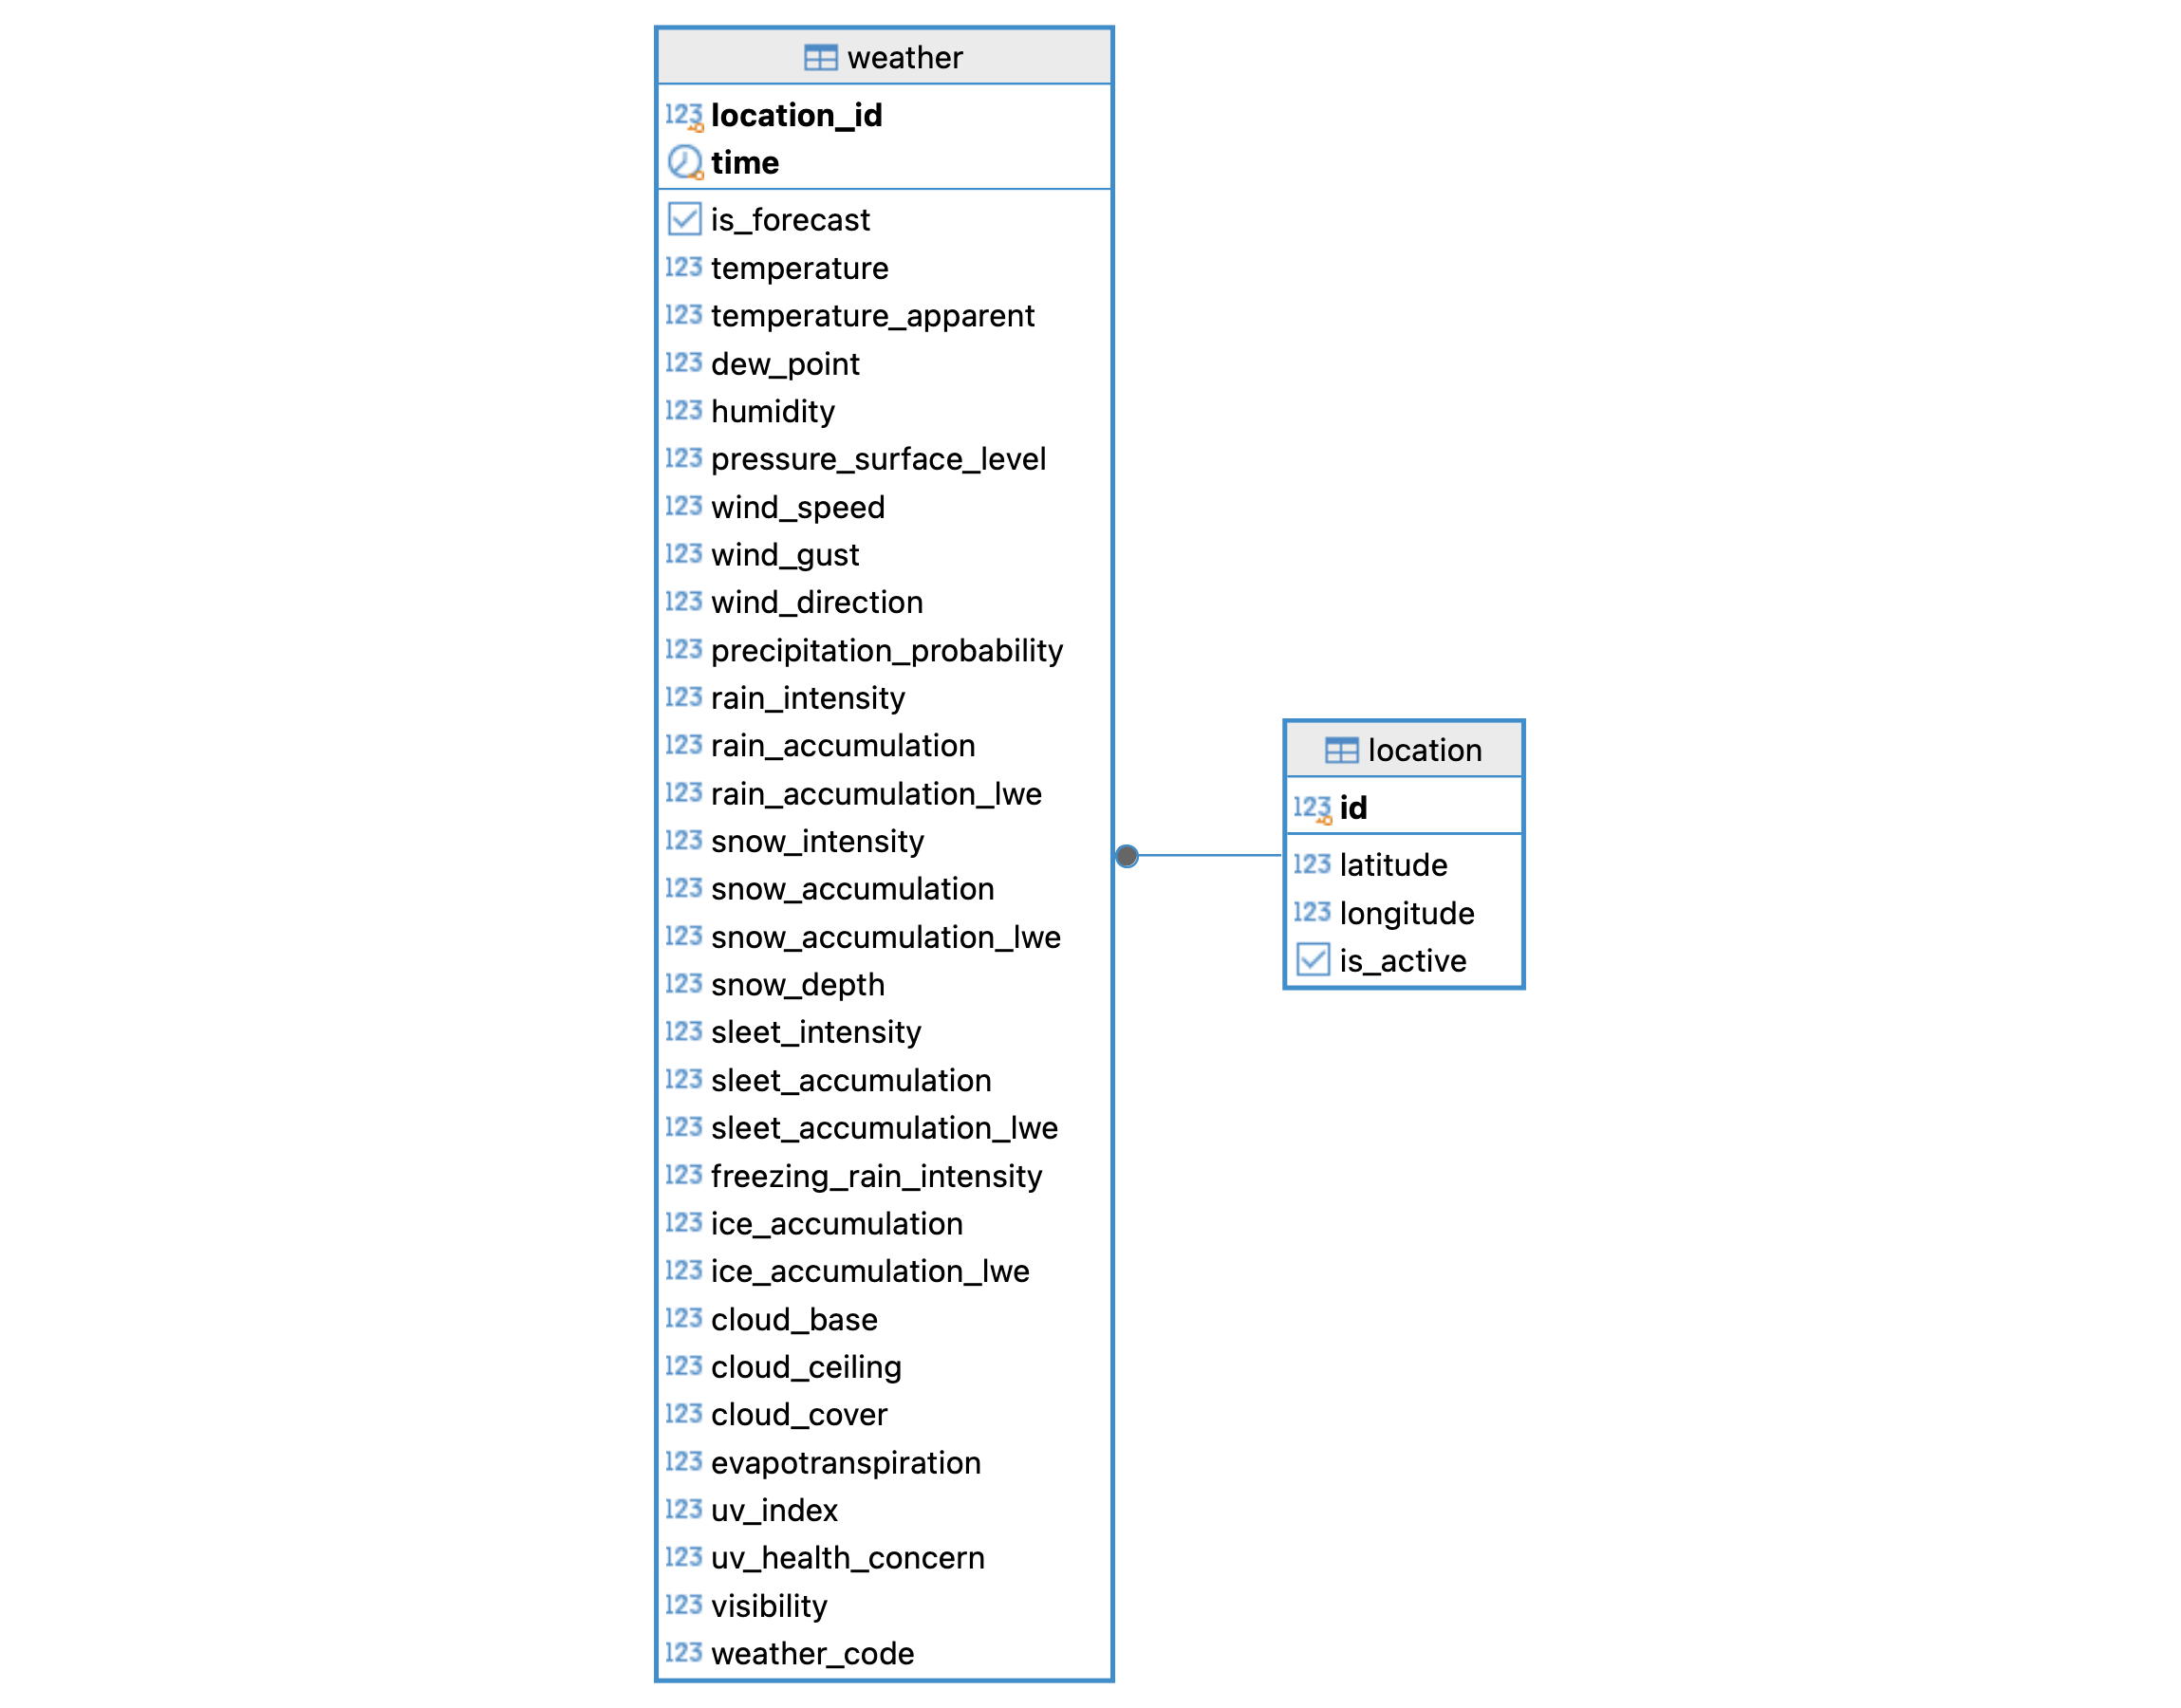 weather
123 location_id
time
is_forecast
123 temperature
123 temperature_apparent
123 dew_point
123 humidity
123 pressure_surface_level
123 wind_speed
123 wind_gust
123 wind_direction
123 precipitation_probability
123 rain_intensity
123 rain_accumulation
123 rain_accumulation_lwe
123 snow_intensity
123 snow_accumulation
123 snow_accumulation_lwe
123 snow_depth
123 sleet_intensity
123 sleet_accumulation
123 sleet_accumulation_lwe
123 freezing_rain_intensity
123 ice_accumulation
123 ice_accumulation_lwe
123 cloud_base
123 cloud_ceiling
123 cloud_cover
123 evapotranspiration
123 uv_index
123 uv_health_concern
123 visibility
123 weather_code
location
123 id
123 latitude
123 longitude
is_active